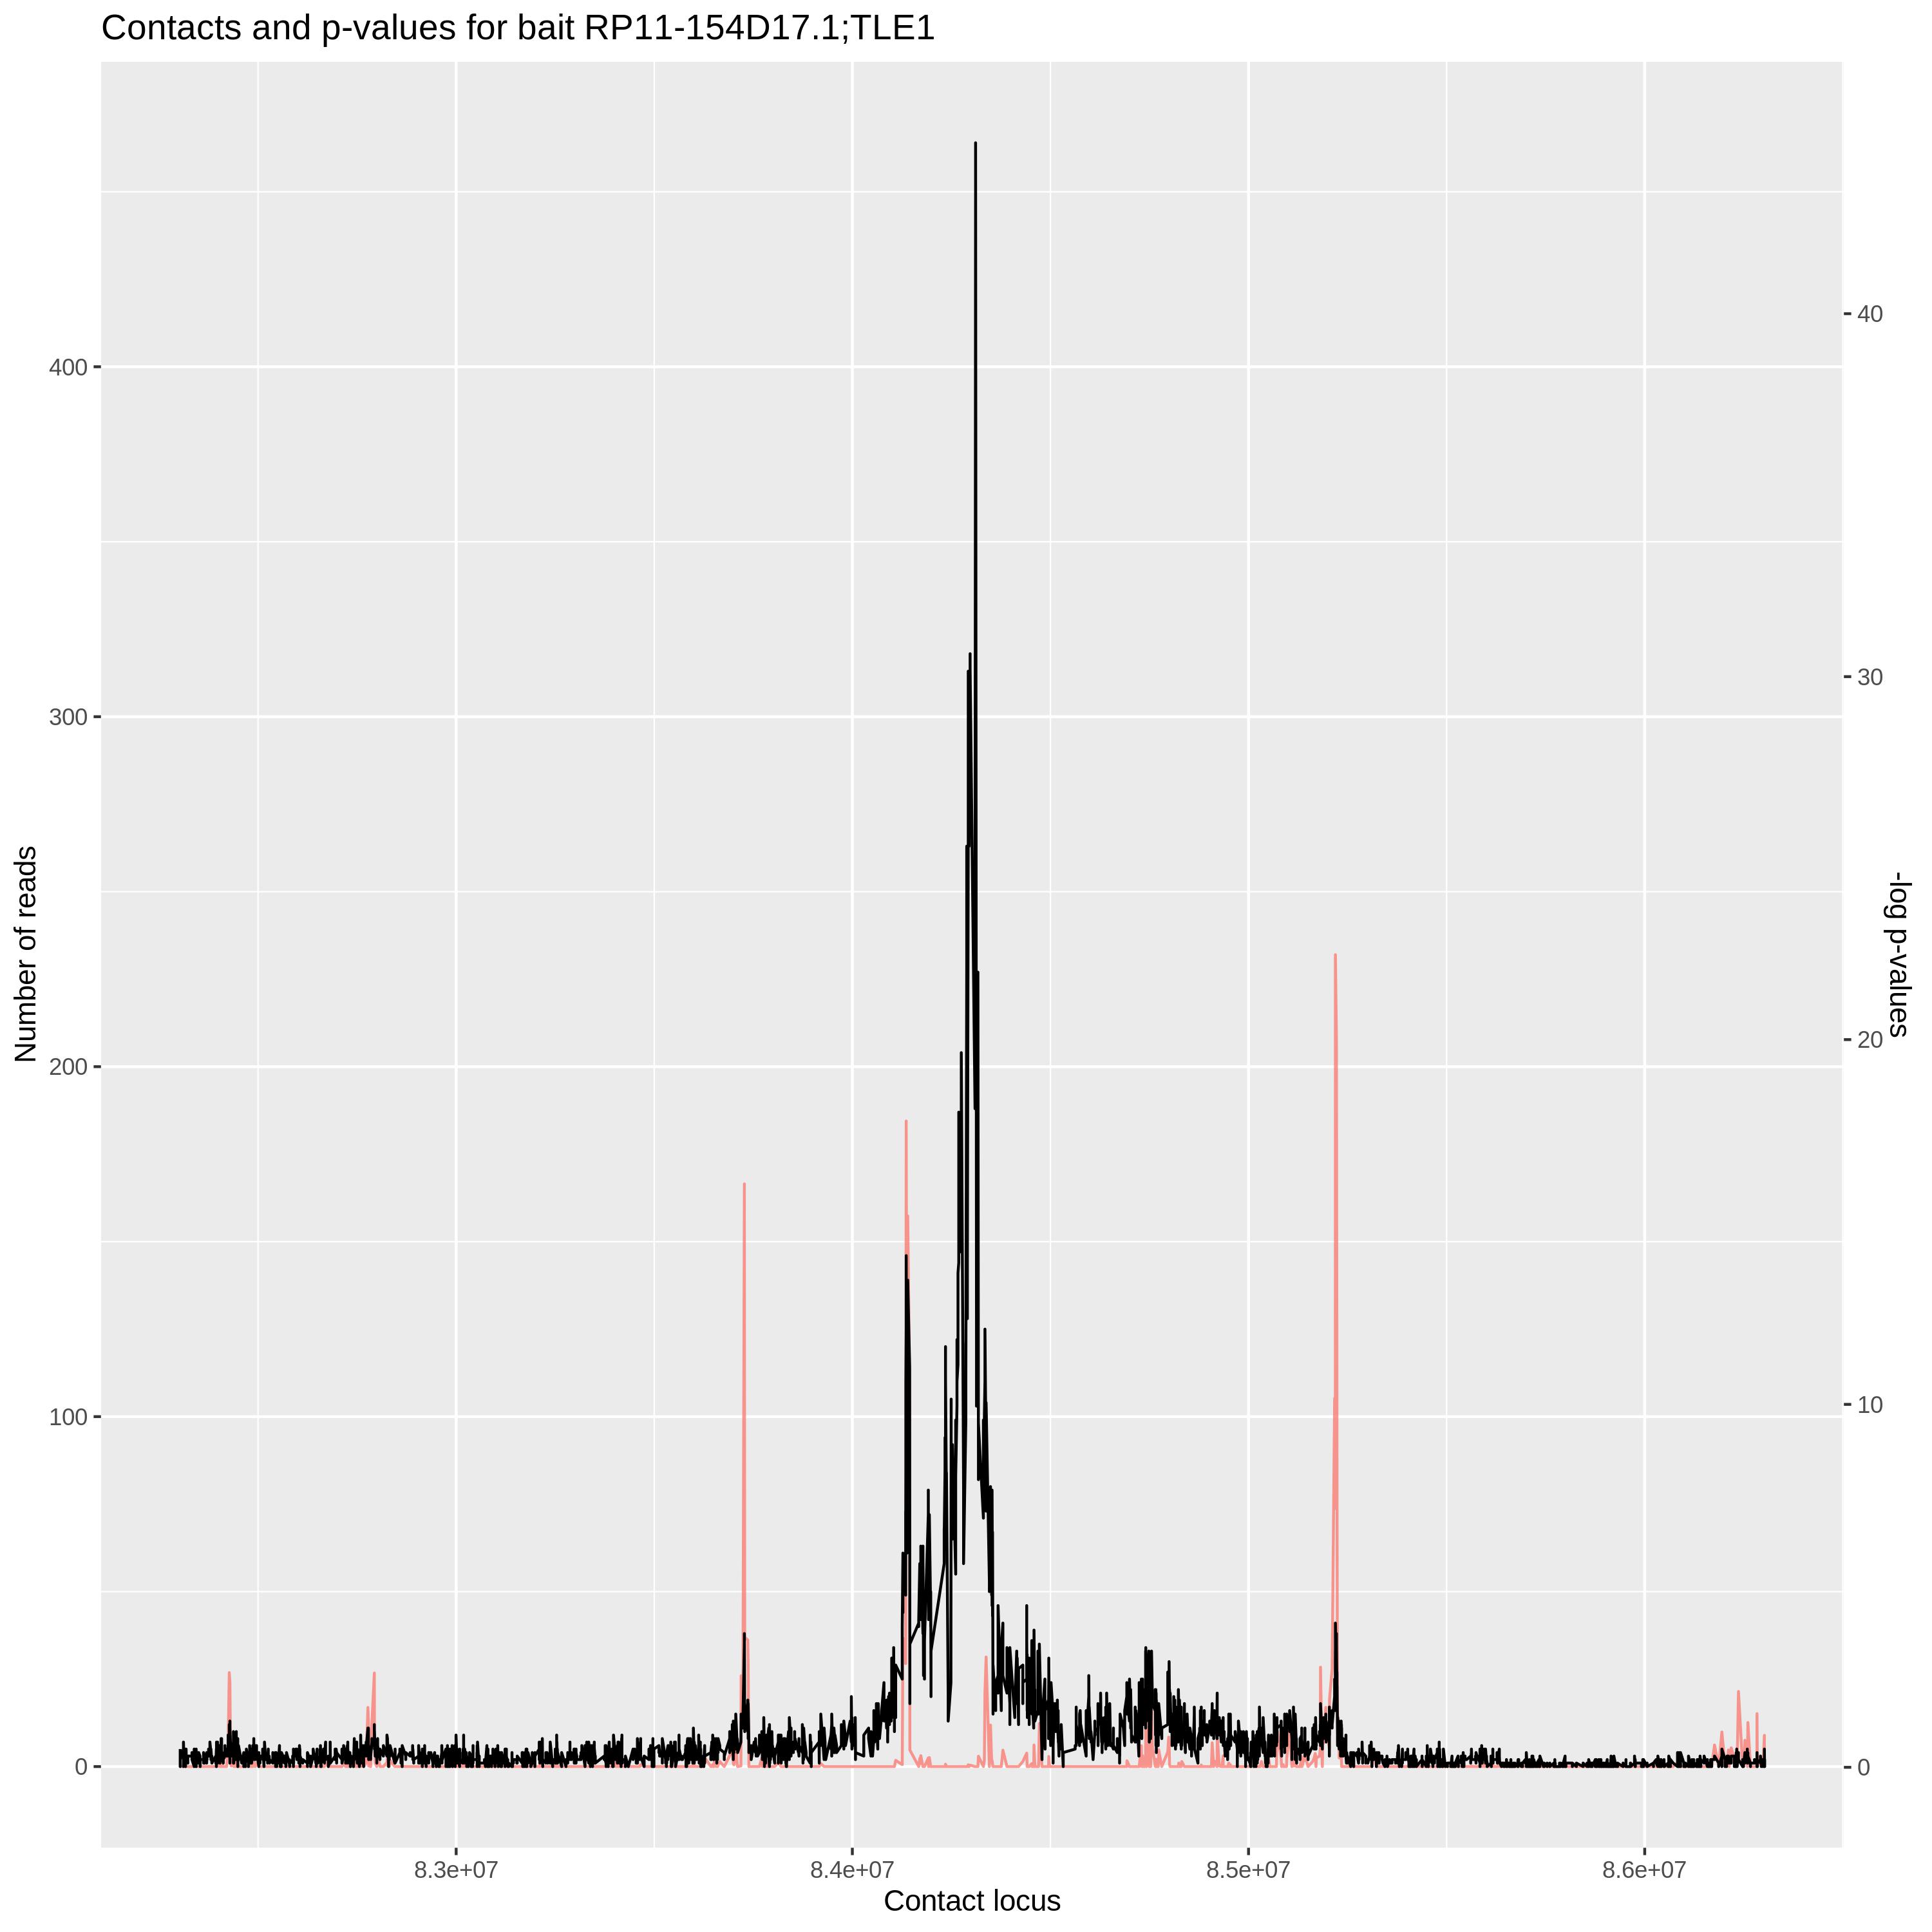 Contacts and p-values for bait RP11-154D17.1;TLE1
Number of reads
400
300
200
100
0
40
30
20
10
0
-log p-values
8.3e+07 8.4e+07 8.5e+07 8.6e+07
Contact locus